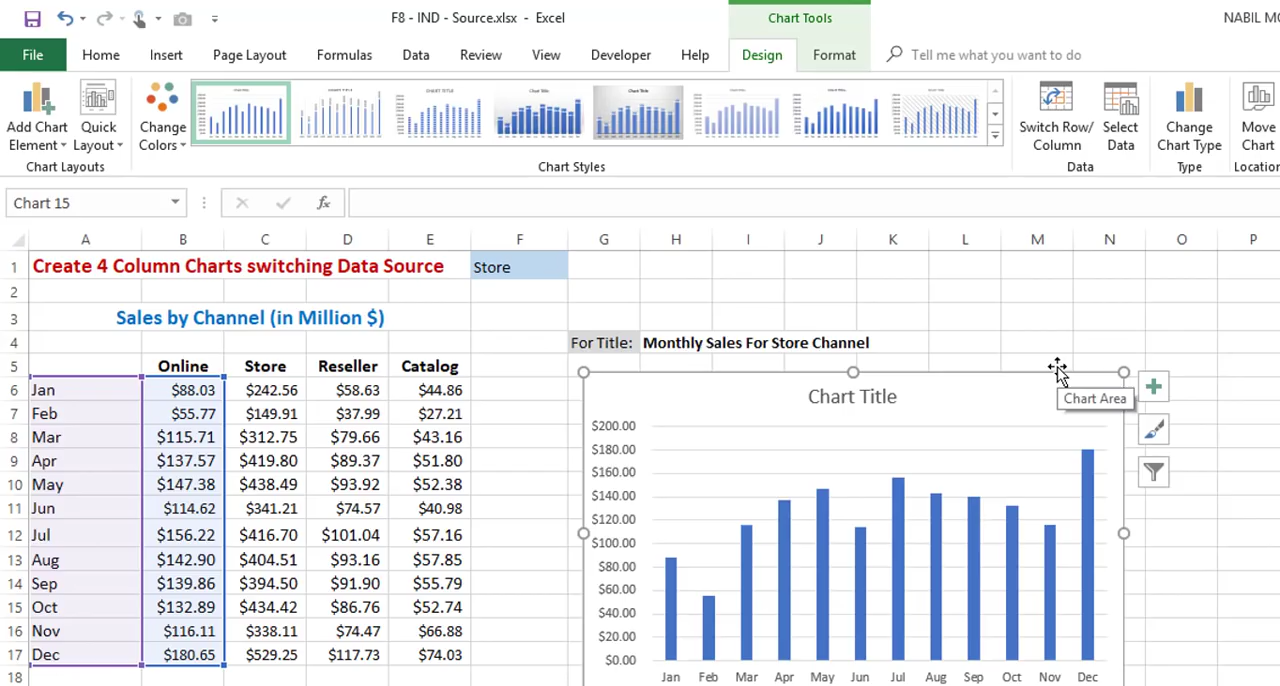 F8 - IND - Source.xlsx - Excel
Chart Tools
NABIL MO
File Home Insert Page Layout Formulas Data Review View Developer Help Design Format Tell me what you want to do
Add Chart Element
Quick Layout
Change Colors
Switch Row/ Column
Select Data
Change Chart Type
Move Chart
Chart Layouts
Chart Styles
Data
Type
Location
Chart 15
fx
A B C D E F G H I J K L M N O P
1 Create 4 Column Charts switching Data Source Store
2
3 Sales by Channel (in Million $)
4 For Title: Monthly Sales For Store Channel
5 Online Store Reseller Catalog
6 Jan $88.03 $242.56 $58.63 $44.86
7 Feb $55.77 $149.91 $37.99 $27.21
8 Mar $115.71 $312.75 $79.66 $43.16
9 Apr $137.57 $419.80 $89.37 $51.80
10 May $147.38 $438.49 $93.92 $52.38
11 Jun $114.62 $341.21 $74.57 $40.98
12 Jul $156.22 $416.70 $101.04 $57.16
13 Aug $142.90 $404.51 $93.16 $57.85
14 Sep $139.86 $394.50 $91.90 $55.79
15 Oct $132.89 $434.42 $86.76 $52.74
16 Nov $116.11 $338.11 $74.47 $66.88
17 Dec $180.65 $529.25 $117.73 $74.03
18
Chart Title
Chart Area
$200.00
$180.00
$160.00
$140.00
$120.00
$100.00
$80.00
$60.00
$40.00
$20.00
$0.00
Jan Feb Mar Apr May Jun Jul Aug Sep Oct Nov Dec